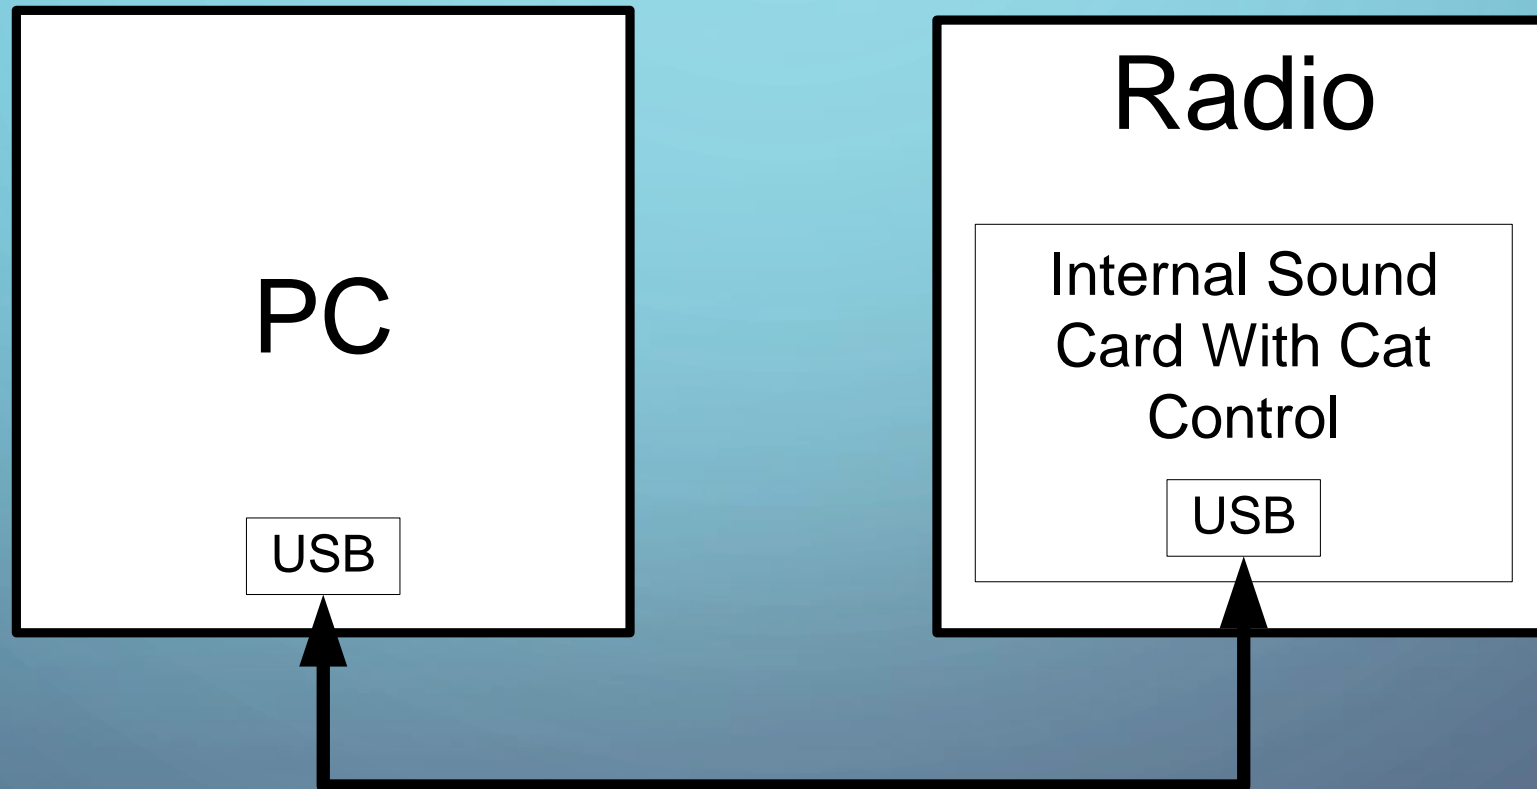 PC
USB
Radio
Internal Sound
Card With Cat
Control
USB